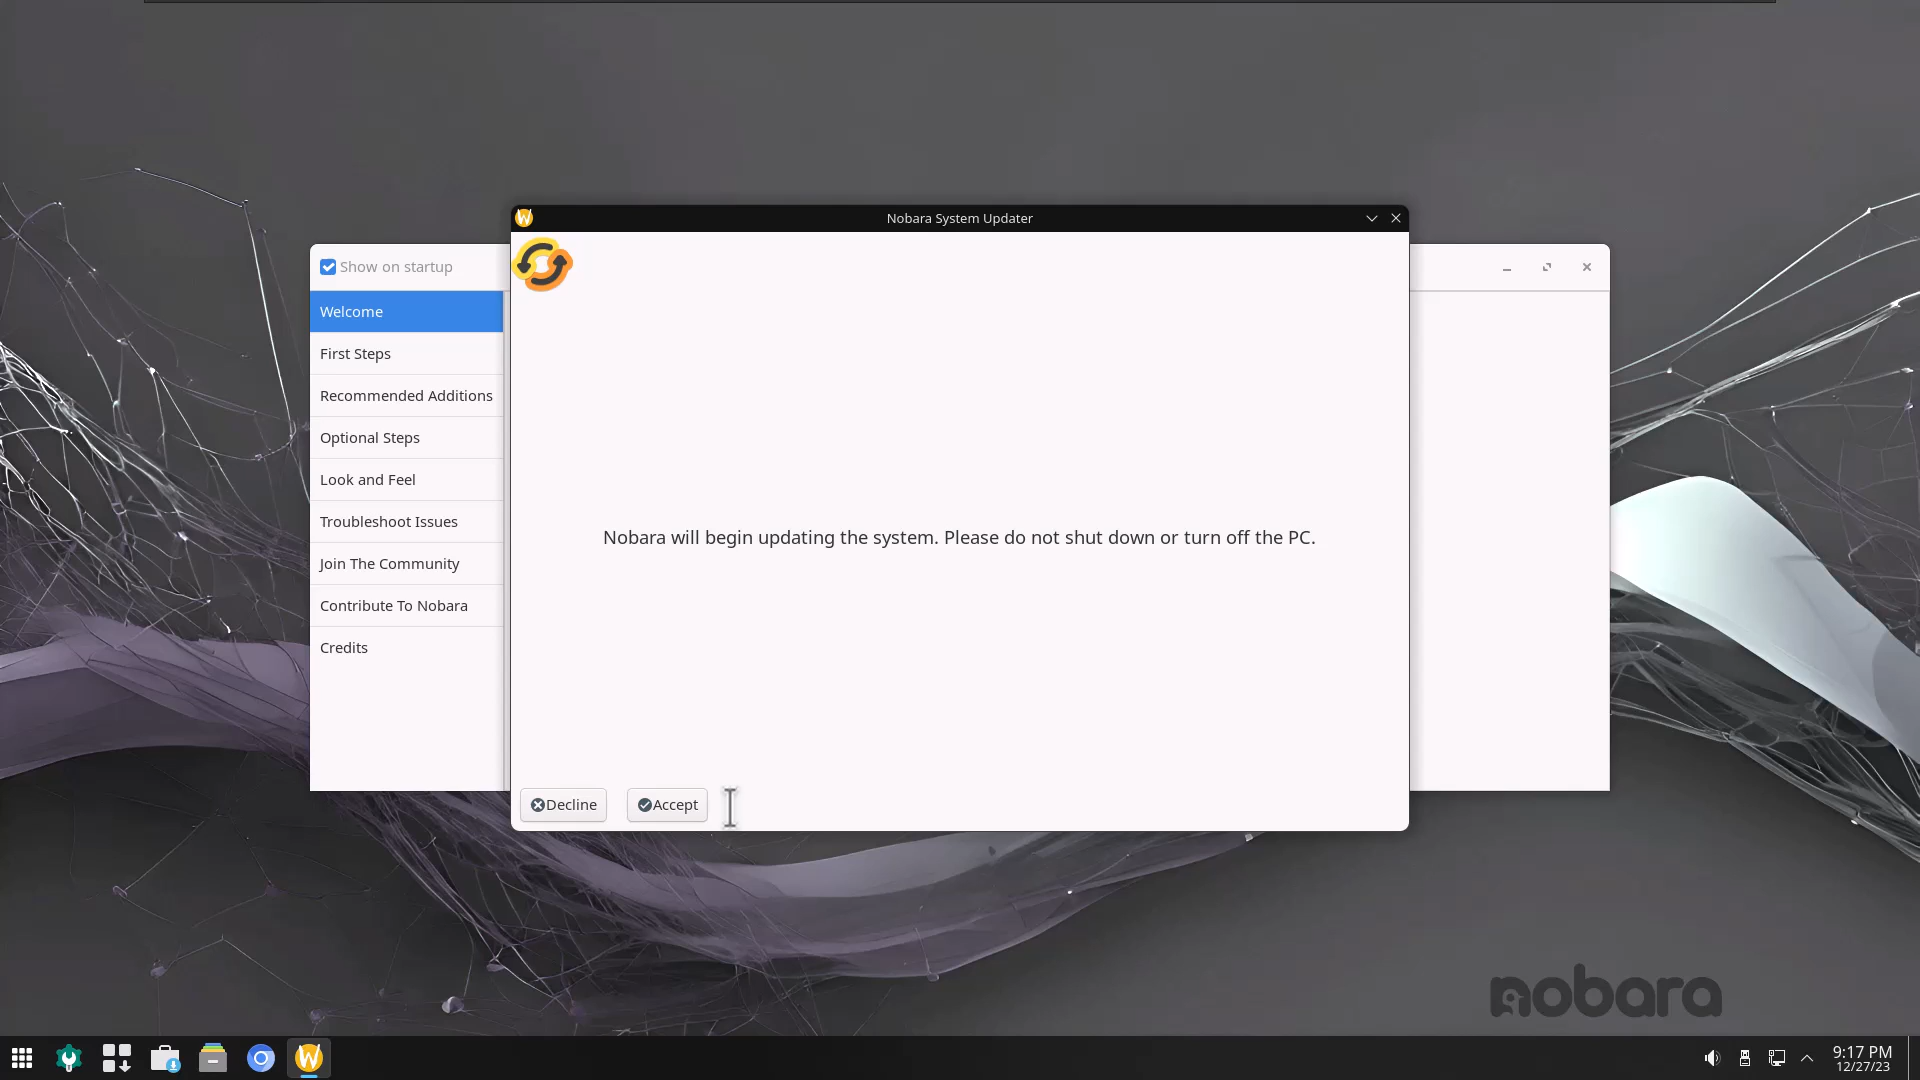 Nobara System Updater
Show on startup
Welcome
First Steps
Recommended Additions
Optional Steps
Look and Feel
Troubleshoot Issues
Join The Community
Contribute To Nobara
Credits
Nobara will begin updating the system. Please do not shut down or turn off the PC.
Decline
Accept
nobara
9:17 PM
12/27/23